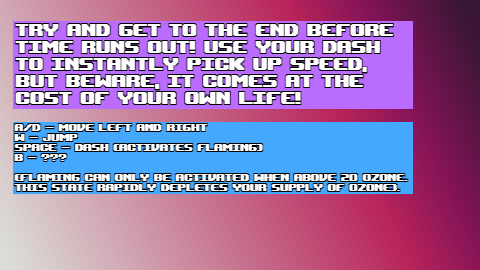 TRY AND GET TO THE END BEFORE
TIME RUNS OUT! USE YOUR DASH
TO INSTANTLY PICK UP SPEED,
BUT BEWARE, IT COMES AT THE
COST OF YOUR OWN LIFE!
A/D - MOVE LEFT AND RIGHT
W - JUMP
SPACE - DASH (ACTIVATES FLAMING)
B - ???
(FLAMING CAN ONLY BE ACTIVATED WHEN ABOVE 20 OZONE.
THIS STATE RAPIDLY DEPLETES YOUR SUPPLY OF OZONE).